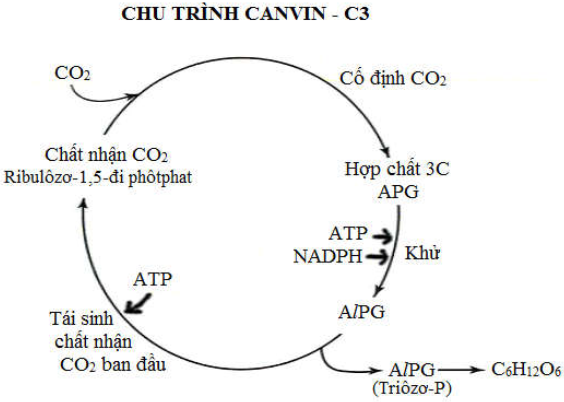 CHU TRÌNH CANVIN - C3
CO₂
Cố định CO₂
Chất nhận CO₂
Ribulôzơ-1,5-đi phôtphat
Hợp chất 3C
APG
ATP
NADPH
Khử
AlPG
ATP
Tái sinh
chất nhận
CO₂ ban đầu
AlPG
(Triôzơ-P)
C₆H₁₂O₆